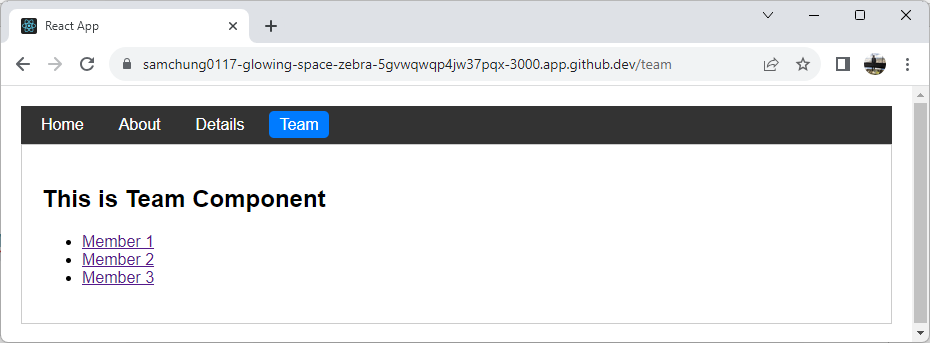 React App
samchung0117-glowing-space-zebra-5gvwqwqp4jw37pqx-3000.app.github.dev/team
Home About Details Team
This is Team Component
Member 1
Member 2
Member 3